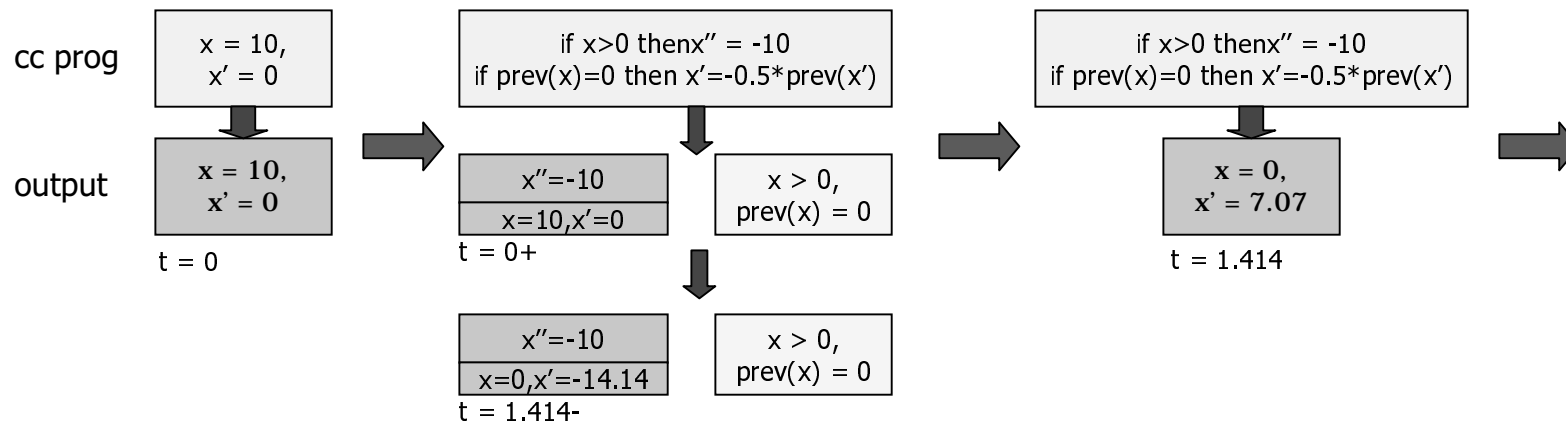 cc prog
x = 10,
x' = 0
if x>0 thenx″ = -10
if prev(x)=0 then x′=-0.5*prev(x′)
if x>0 thenx″ = -10
if prev(x)=0 then x′=-0.5*prev(x′)
output
x = 10,
x' = 0
t = 0
x″=-10
x=10,x′=0
t = 0+
x > 0,
prev(x) = 0
x″=-10
x=0,x′=-14.14
t = 1.414-
x > 0,
prev(x) = 0
x = 0,
x' = 7.07
t = 1.414